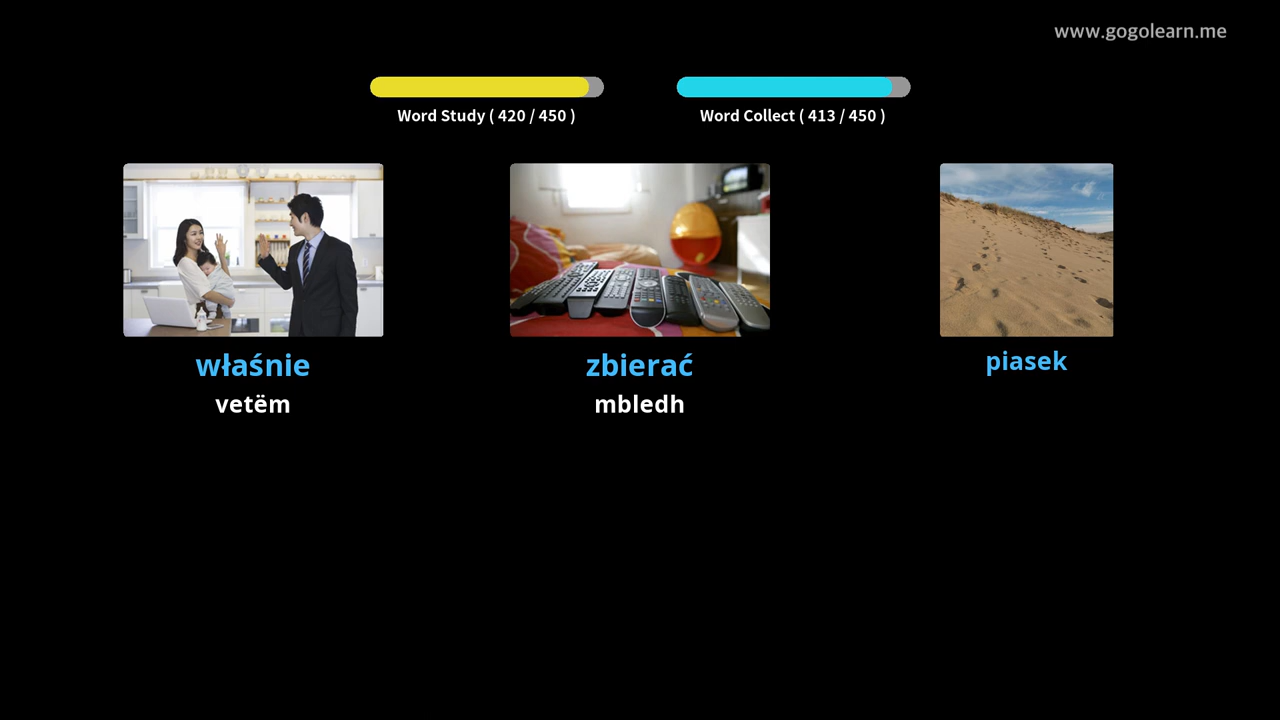 www.gogolearn.me
Word Study ( 420 / 450 )
Word Collect ( 413 / 450 )
właśnie
vetëm
zbierać
mbledh
piasek